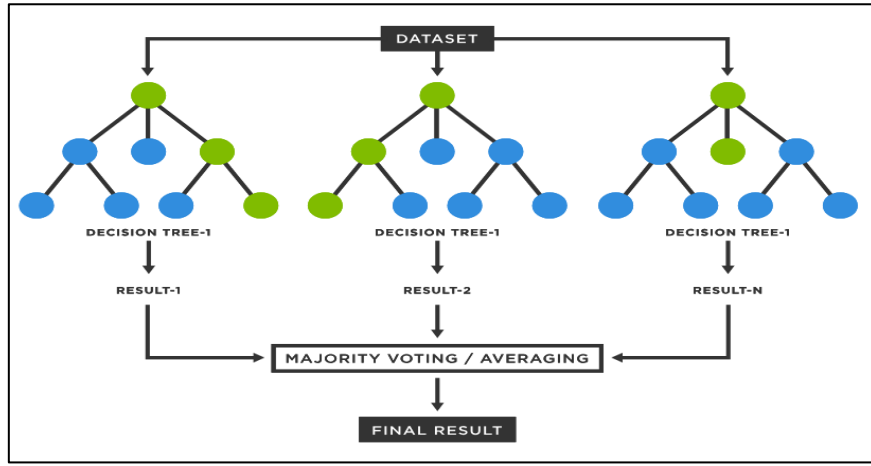 DATASET
DECISION TREE-1
DECISION TREE-1
DECISION TREE-1
RESULT-1
RESULT-2
RESULT-N
MAJORITY VOTING / AVERAGING
FINAL RESULT